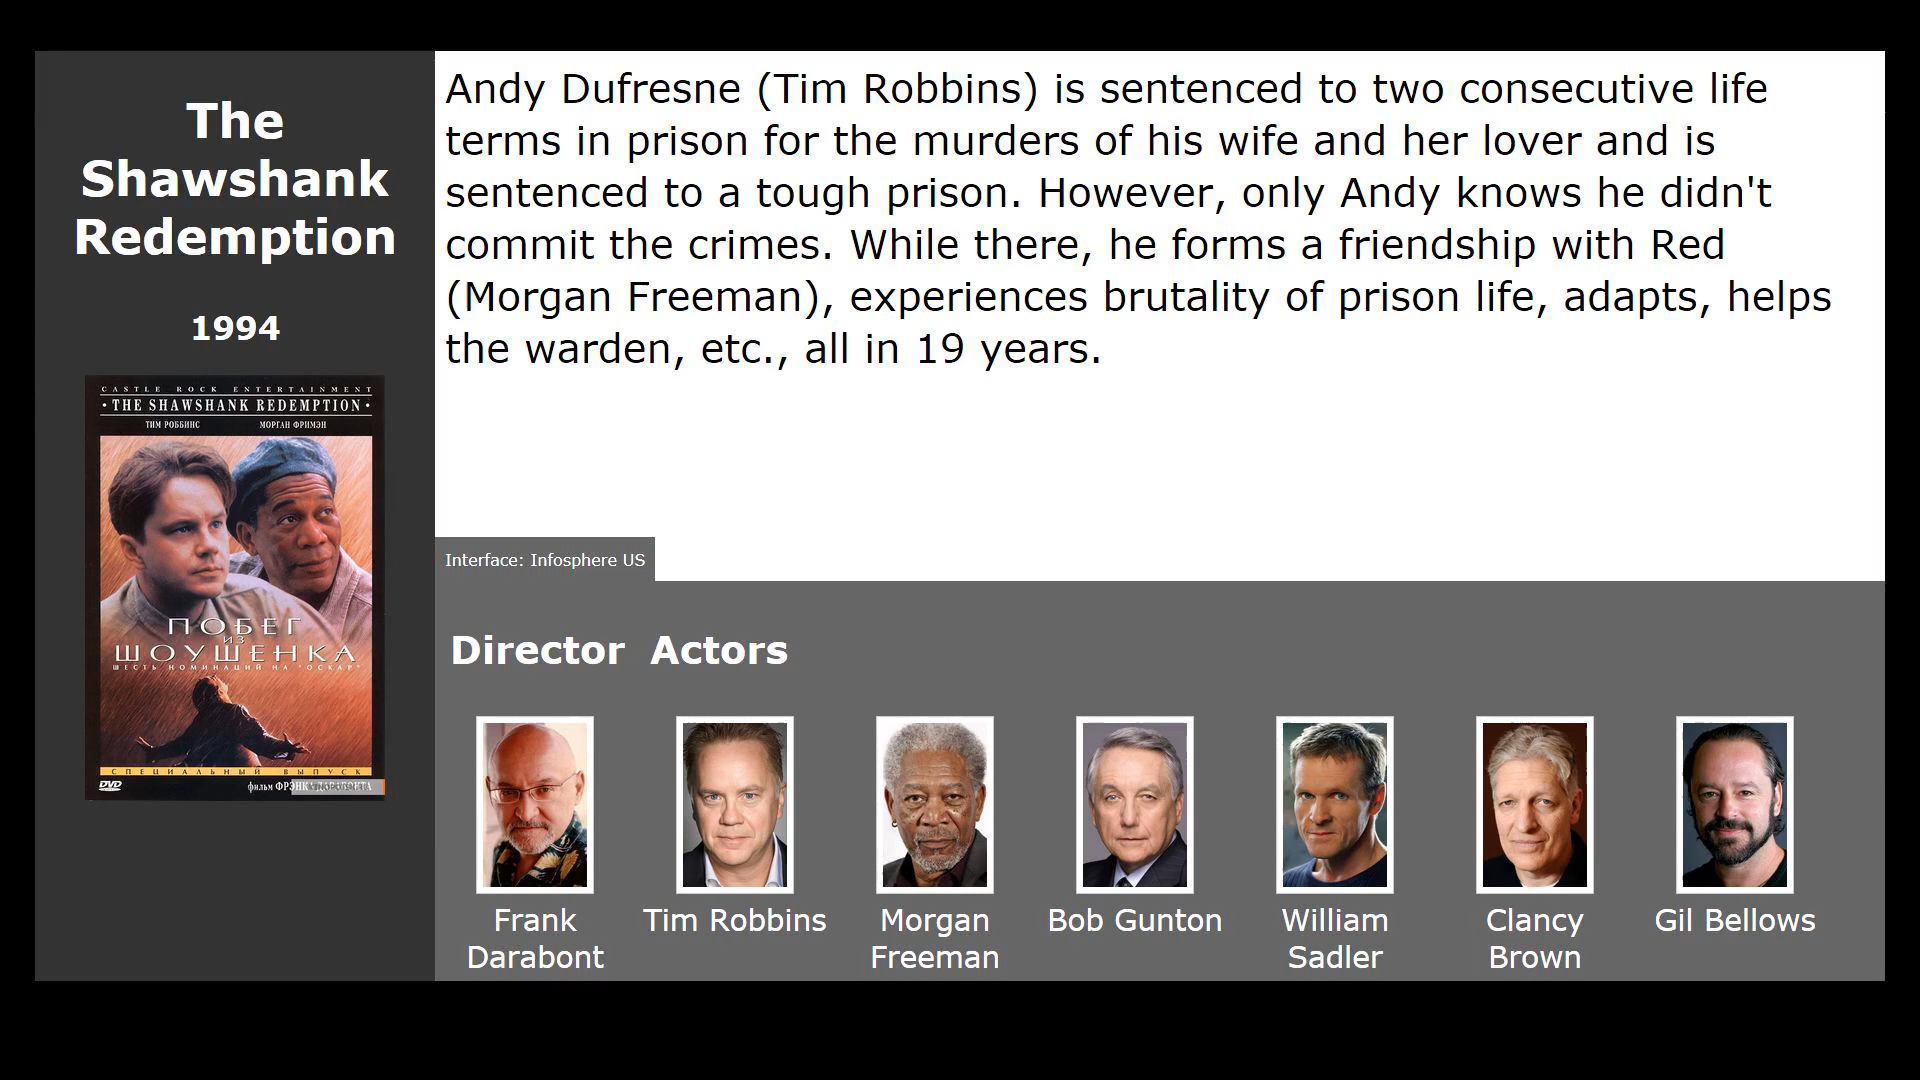 The
Shawshank
Redemption
1994
CASTLE ROCK ENTERTAINMENT
• THE SHAWSHANK REDEMPTION •
ТИМ РОББИНС МОРГАН ФРИМЭН
ПОБЕГ
ИЗ
ШОУШЕНКА
ШЕСТЬ НОМИНАЦИЙ НА "ОСКАР"
СПЕЦИАЛЬНЫЙ ВЫПУСК
DVD фильм ФРЭНКА ДАРАБОНТА
Andy Dufresne (Tim Robbins) is sentenced to two consecutive life
terms in prison for the murders of his wife and her lover and is
sentenced to a tough prison. However, only Andy knows he didn't
commit the crimes. While there, he forms a friendship with Red
(Morgan Freeman), experiences brutality of prison life, adapts, helps
the warden, etc., all in 19 years.
Interface: Infosphere US
Director Actors
Frank
Darabont
Tim Robbins
Morgan
Freeman
Bob Gunton
William
Sadler
Clancy
Brown
Gil Bellows